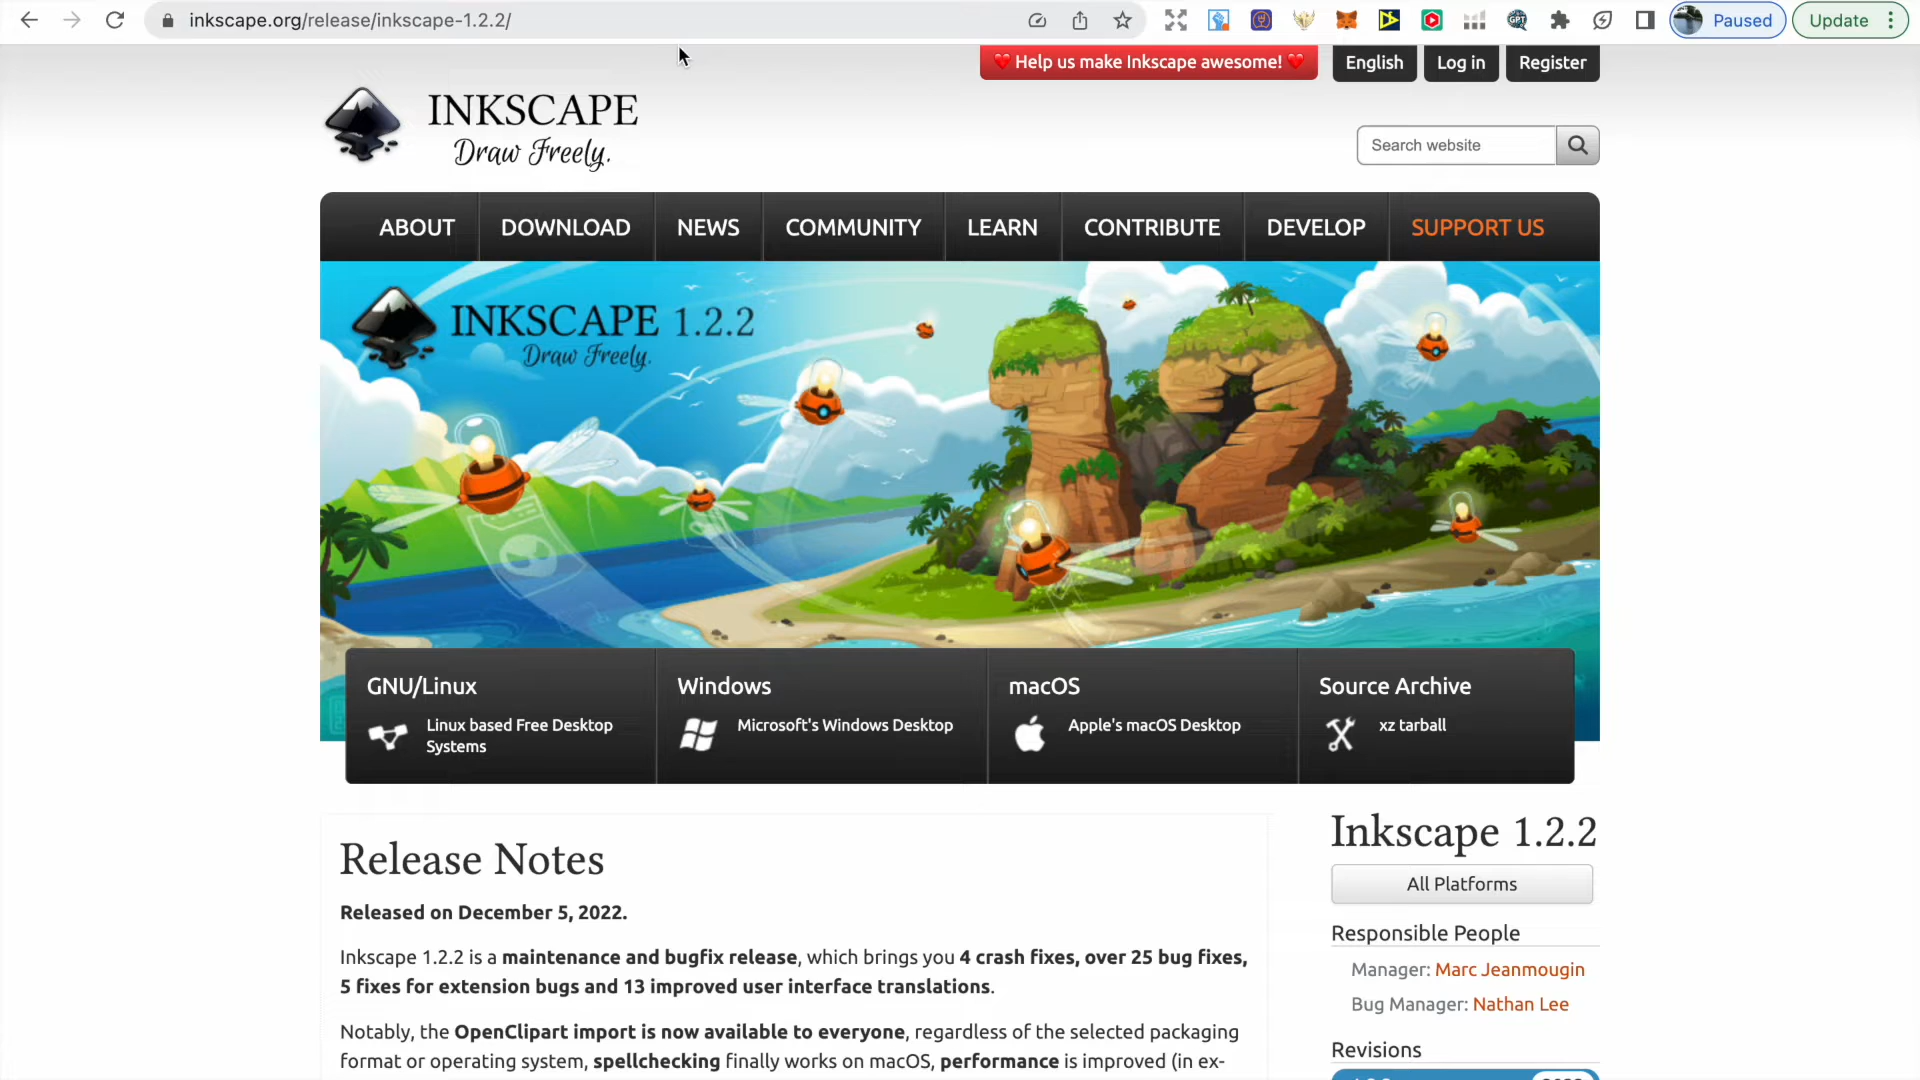 inkscape.org/release/inkscape-1.2.2/
GPT
Paused
Update
Help us make Inkscape awesome!
English
Log in
Register
INKSCAPE
Draw Freely.
Search website
ABOUT
DOWNLOAD
NEWS
COMMUNITY
LEARN
CONTRIBUTE
DEVELOP
SUPPORT US
INKSCAPE 1.2.2
Draw Freely.
GNU/Linux
Linux based Free Desktop
Systems
Windows
Microsoft's Windows Desktop
macOS
Apple's macOS Desktop
Source Archive
xz tarball
Release Notes
Released on December 5, 2022.
Inkscape 1.2.2 is a maintenance and bugfix release, which brings you 4 crash fixes, over 25 bug fixes,
5 fixes for extension bugs and 13 improved user interface translations.
Notably, the OpenClipart import is now available to everyone, regardless of the selected packaging
format or operating system, spellchecking finally works on macOS, performance is improved (in ex-
Inkscape 1.2.2
All Platforms
Responsible People
Manager: Marc Jeanmougin
Bug Manager: Nathan Lee
Revisions